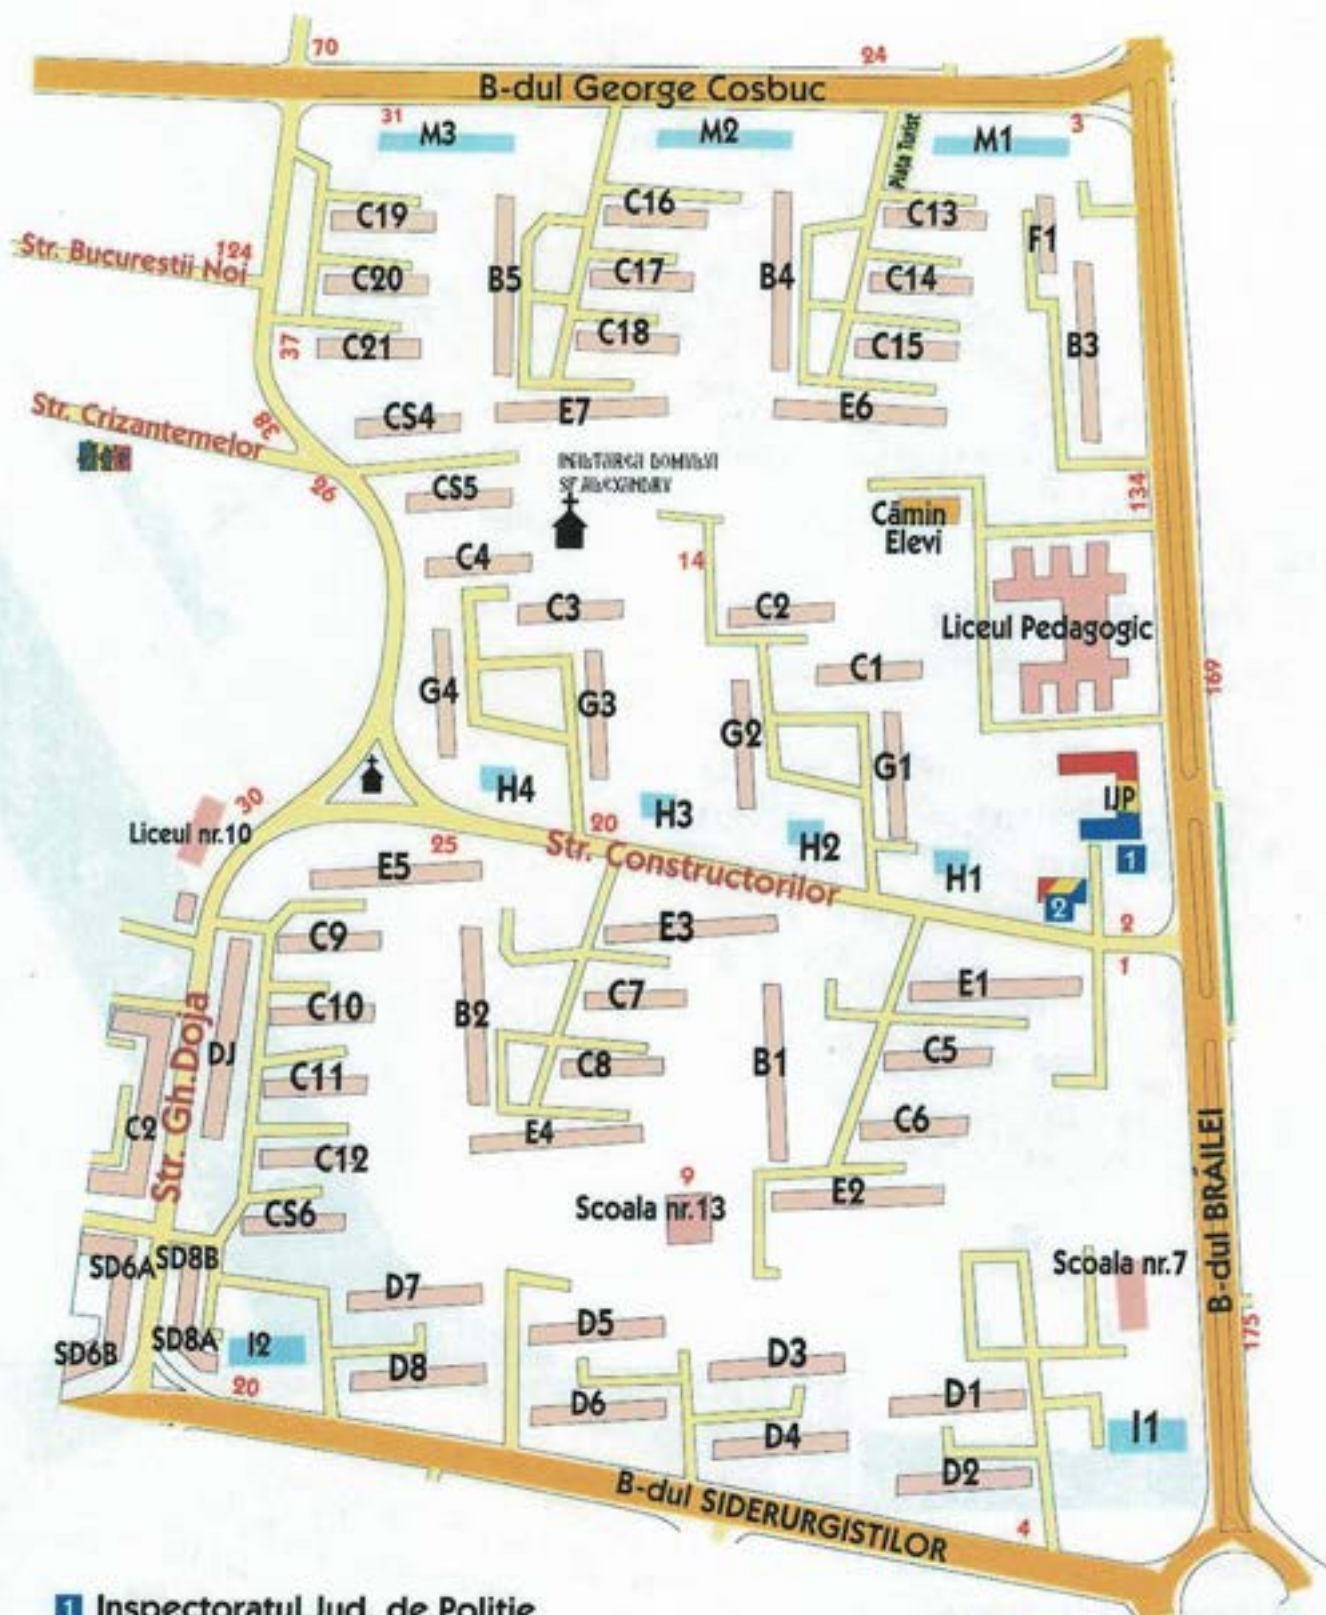 70
24
B-dul George Cosbuc
31
M3
M2
Piata Turist
M1
3
C19
C16
C13
F1
Str. Bucurestii Noi
124
C20
B5
C17
B4
C14
37
C21
C18
C15
B3
Str. Crizantemelor
38
CS4
E7
E6
26
CS5
SF ALEXANDRU
Cămin
Elevi
134
C4
14
C3
C2
Liceul Pedagogic
C1
169
G4
G3
G2
G1
H4
H3
H2
H1
IJP
1
2
30
Liceul nr.10
25
20
Str. Constructorilor
2
1
E5
E3
E1
C9
C7
C10
B2
DJ
C8
B1
C5
C11
C6
C2
Str. Gh.Doja
E4
C12
9
Scoala nr.13
E2
CS6
B-dul BRĂILEI
SD6A
SD8B
Scoala nr.7
D7
D5
175
SD6B
SD8A
I2
D8
D3
20
D6
D1
D4
I1
D2
B-dul SIDERURGISTILOR
4
1 Inspectoratul Jud. de Politie